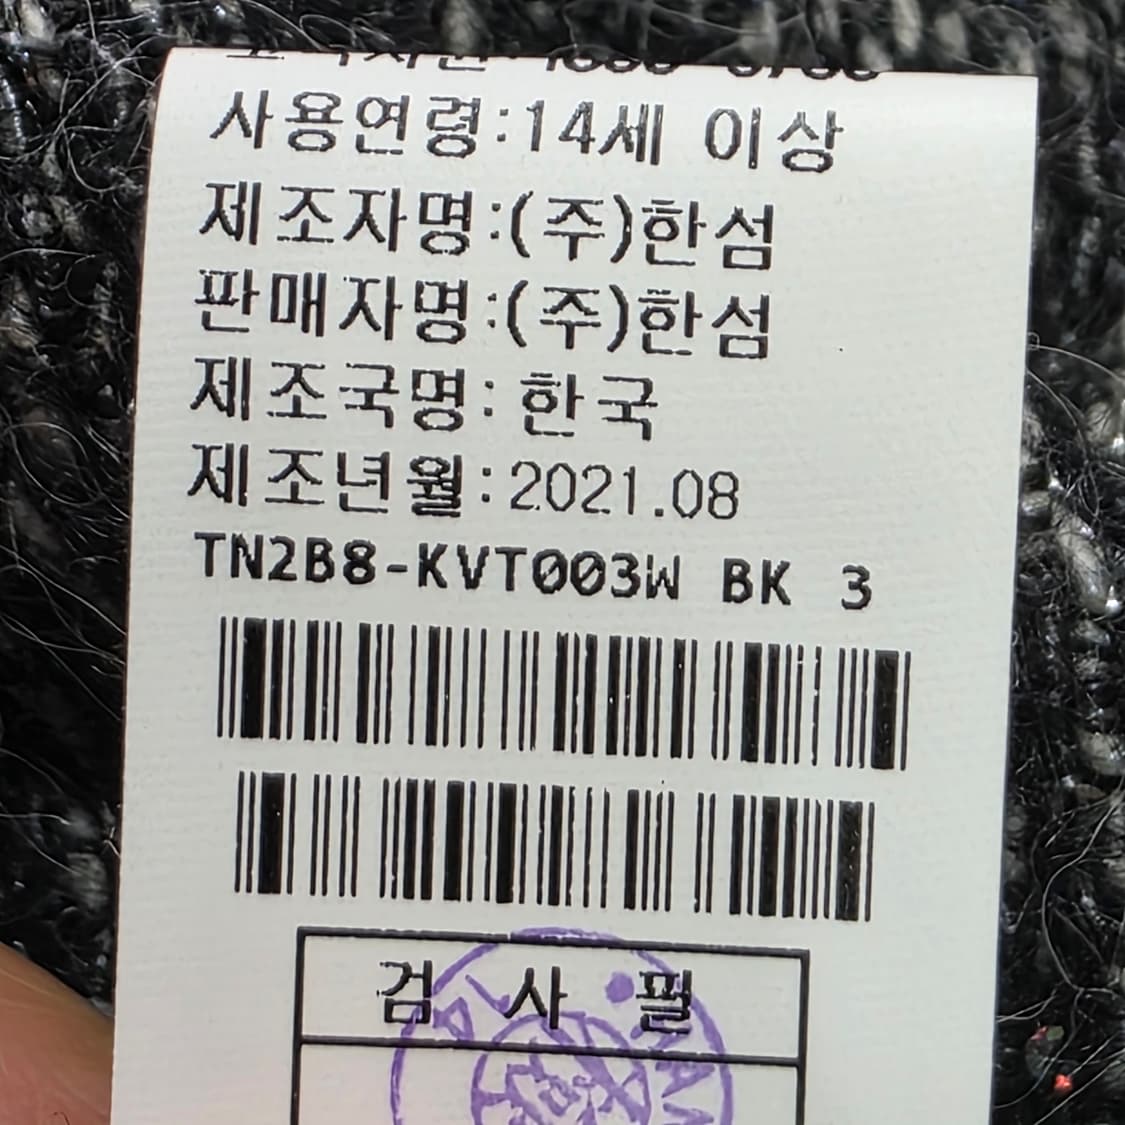 사용연령:14세 이상
제조자명:(주)한섬
판매자명:(주)한섬
제조국명: 한국
제조년월:2021.08
TN2B8-KVT003W BK 3
검 사 필